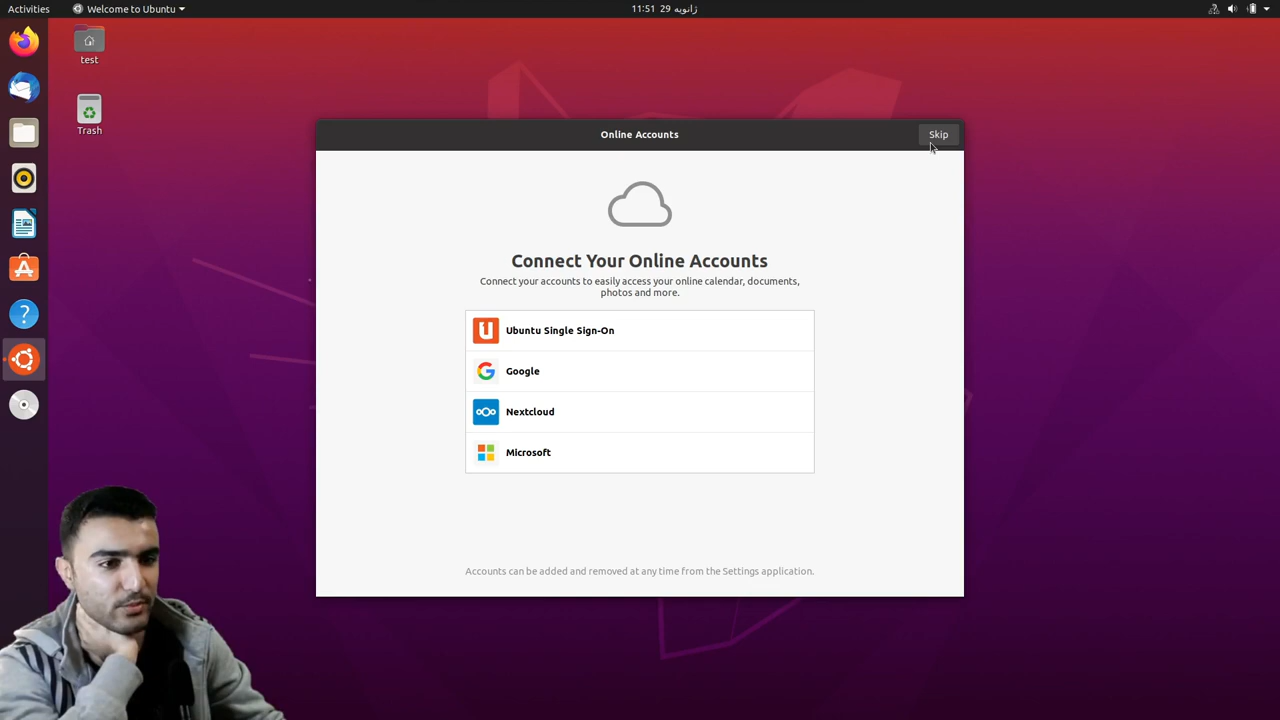 Activities
Welcome to Ubuntu
11:51 29 ژانویه
test
Trash
Online Accounts
Skip
Connect Your Online Accounts
Connect your accounts to easily access your online calendar, documents,
photos and more.
Ubuntu Single Sign-On
Google
Nextcloud
Microsoft
Accounts can be added and removed at any time from the Settings application.